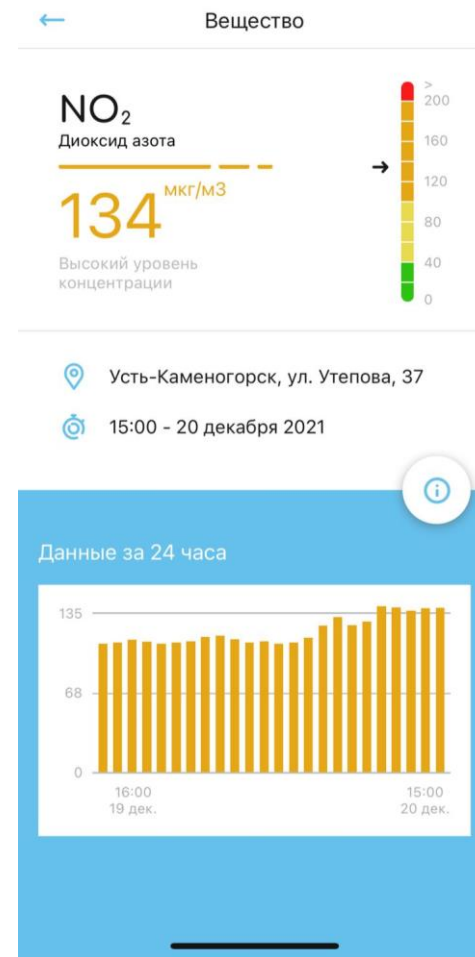 Вещество
NO₂
Диоксид азота
134 мкг/м3
Высокий уровень
концентрации
>
200
160
120
80
40
0
Усть-Каменогорск, ул. Утепова, 37
15:00 - 20 декабря 2021
Данные за 24 часа
135
68
0
16:00
19 дек.
15:00
20 дек.